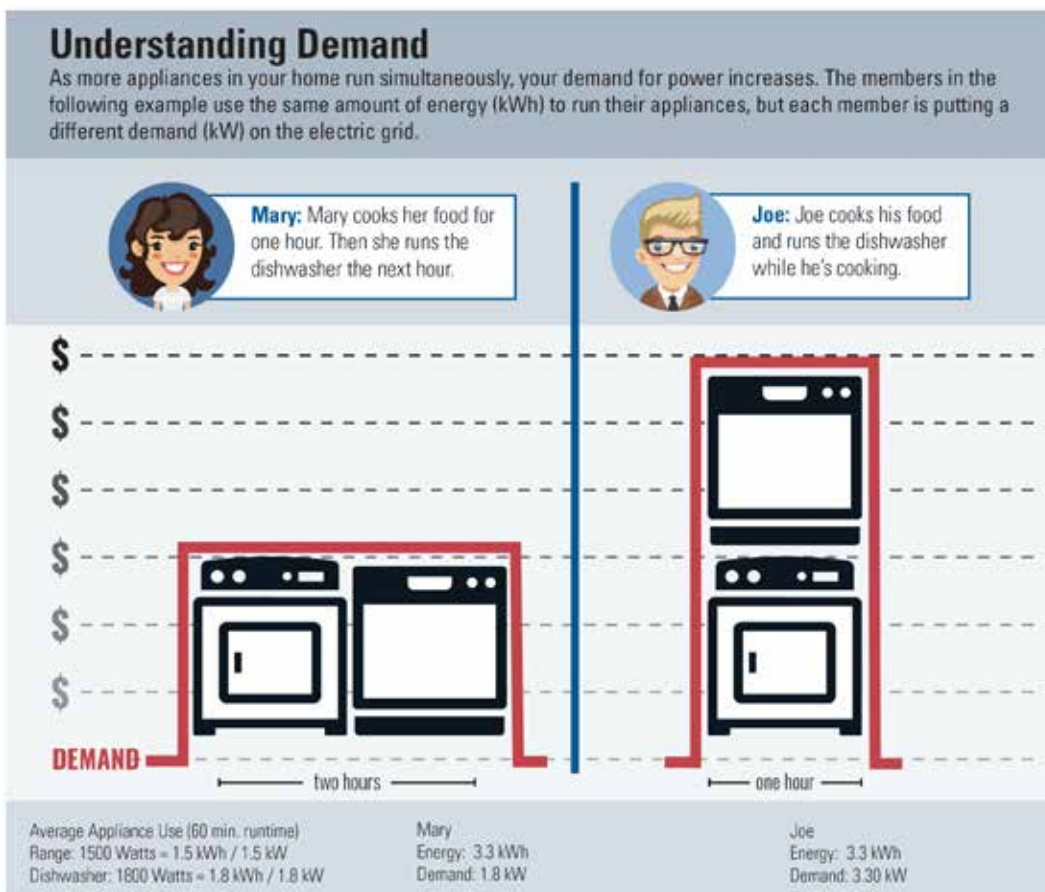 Understanding Demand
As more appliances in your home run simultaneously, your demand for power increases. The members in the
following example use the same amount of energy (kWh) to run their appliances, but each member is putting a
different demand (kW) on the electric grid.
Mary: Mary cooks her food for
one hour. Then she runs the
dishwasher the next hour.
Joe: Joe cooks his food
and runs the dishwasher
while he's cooking.
$
$
$
$
$
$
DEMAND
two hours
one hour
Average Appliance Use (60 min. runtime)
Range: 1500 Watts = 1.5 kWh / 1.5 kW
Dishwasher: 1800 Watts = 1.8 kWh / 1.8 kW
Mary
Energy: 3.3 kWh
Demand: 1.8 kW
Joe
Energy: 3.3 kWh
Demand: 3.30 kW